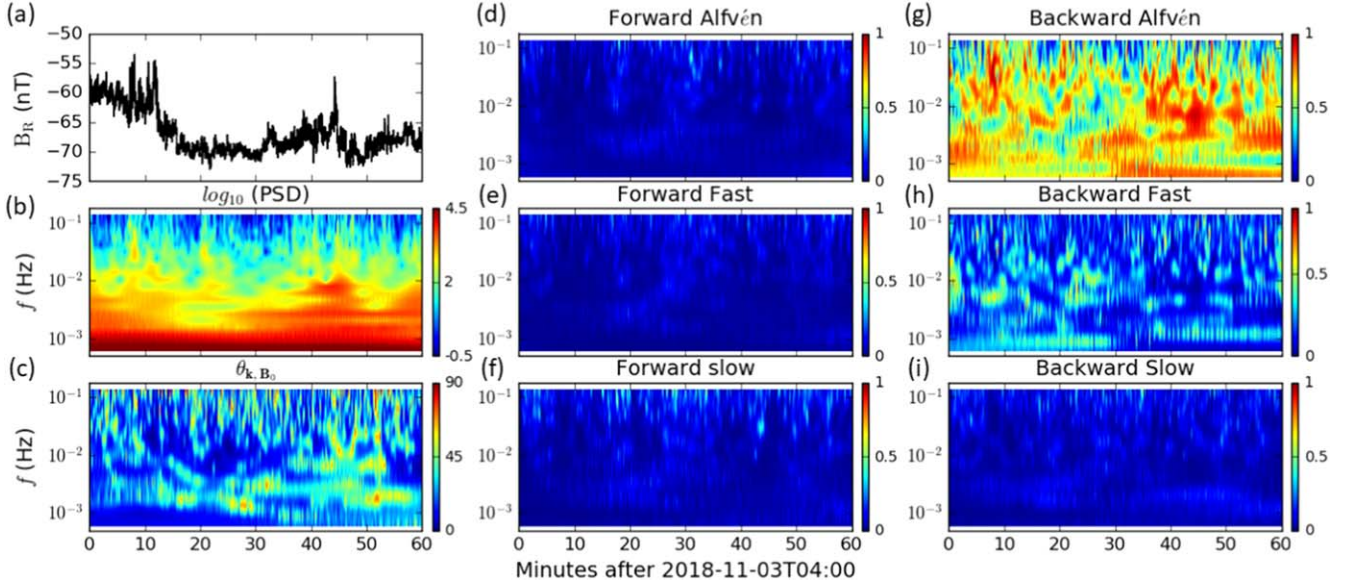 (a)
−50
−55
−60
−65
−70
−75
B_R (nT)
(b)
log₁₀ (PSD)
10⁻¹
10⁻²
10⁻³
f (Hz)
4.5
2
-0.5
(c)
θ_k, B₀
10⁻¹
10⁻²
10⁻³
f (Hz)
90
45
0
0 10 20 30 40 50 60
(d)
Forward Alfvén
10⁻¹
10⁻²
10⁻³
1
0.5
0
(e)
Forward Fast
10⁻¹
10⁻²
10⁻³
1
0.5
0
(f)
Forward slow
10⁻¹
10⁻²
10⁻³
1
0.5
0
0 10 20 30 40 50 60
Minutes after 2018-11-03T04:00
(g)
Backward Alfvén
10⁻¹
10⁻²
10⁻³
1
0.5
0
(h)
Backward Fast
10⁻¹
10⁻²
10⁻³
1
0.5
0
(i)
Backward Slow
10⁻¹
10⁻²
10⁻³
1
0.5
0
0 10 20 30 40 50 60